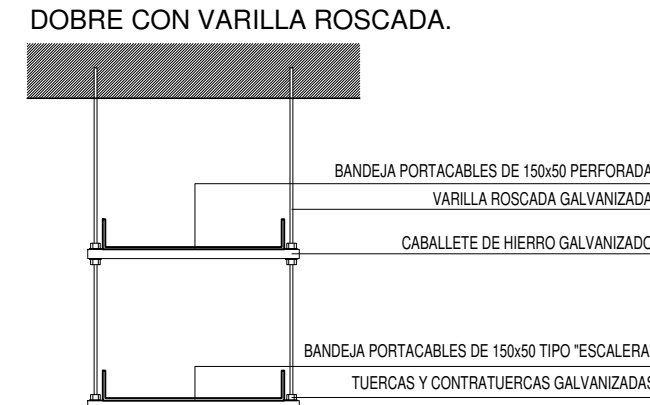 DOBRE CON VARILLA ROSCADA.
BANDEJA PORTACABLES DE 150x50 PERFORADA
VARILLA ROSCADA GALVANIZADA
CABALLETE DE HIERRO GALVANIZADO
BANDEJA PORTACABLES DE 150x50 TIPO "ESCALERA"
TUERCAS Y CONTRATUERCAS GALVANIZADAS